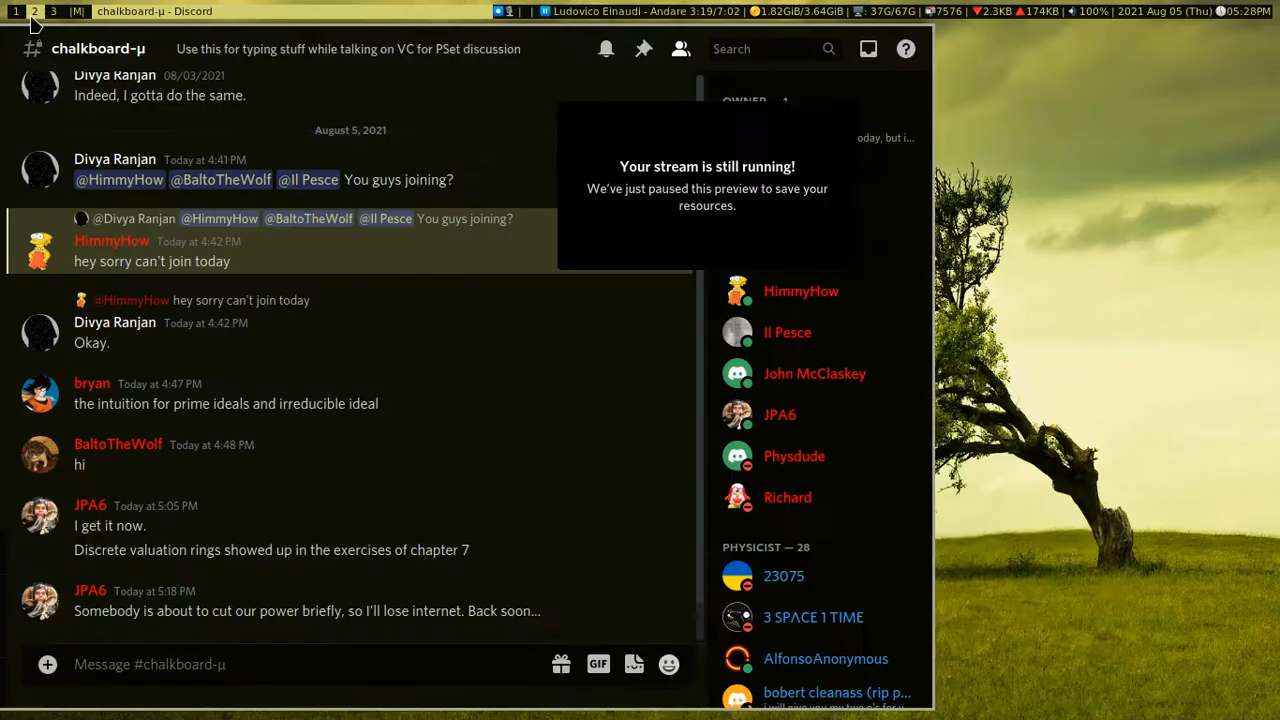 1 2 3 |M| chalkboard-μ - Discord
| | Ludovico Einaudi - Andare 3:19/7:02 | 1.82GiB/3.64GiB | : 37G/67G | 7576 | 2.3KB 174KB | 100% | 2021 Aug 05 (Thu) 05:28PM
chalkboard-μ Use this for typing stuff while talking on VC for PSet discussion Search
Divya Ranjan 08/03/2021
Indeed, I gotta do the same.
August 5, 2021
Divya Ranjan Today at 4:41 PM
@HimmyHow @BaltoTheWolf @Il Pesce You guys joining?
@Divya Ranjan @HimmyHow @BaltoTheWolf @Il Pesce You guys joining?
HimmyHow Today at 4:42 PM
hey sorry can't join today
@HimmyHow hey sorry can't join today
Divya Ranjan Today at 4:42 PM
Okay.
bryan Today at 4:47 PM
the intuition for prime ideals and irreducible ideal
BaltoTheWolf Today at 4:48 PM
hi
JPA6 Today at 5:05 PM
I get it now.
Discrete valuation rings showed up in the exercises of chapter 7
JPA6 Today at 5:18 PM
Somebody is about to cut our power briefly, so I'll lose internet. Back soon...
Message #chalkboard-μ
GIF
OWNER — 1
oday, but i...
Your stream is still running!
We've just paused this preview to save your
resources.
HimmyHow
Il Pesce
John McClaskey
JPA6
Physdude
Richard
PHYSICIST — 28
23075
3 SPΛCE 1 TIME
AlfonsoAnonymous
bobert cleanass (rip p...